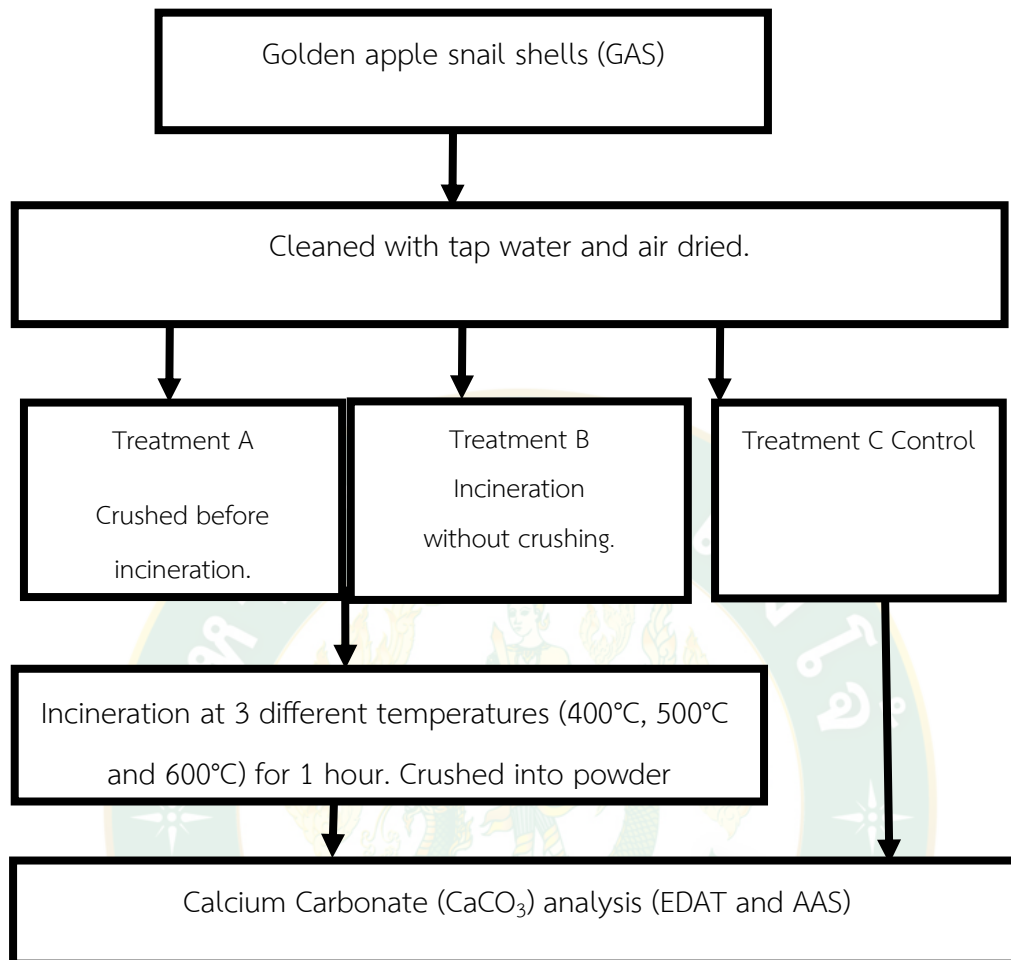 Golden apple snail shells (GAS)
Cleaned with tap water and air dried.
Treatment A
Crushed before
incineration.
Treatment B
Incineration
without crushing.
Treatment C Control
Incineration at 3 different temperatures (400°C, 500°C
and 600°C) for 1 hour. Crushed into powder
Calcium Carbonate (CaCO₃) analysis (EDAT and AAS)